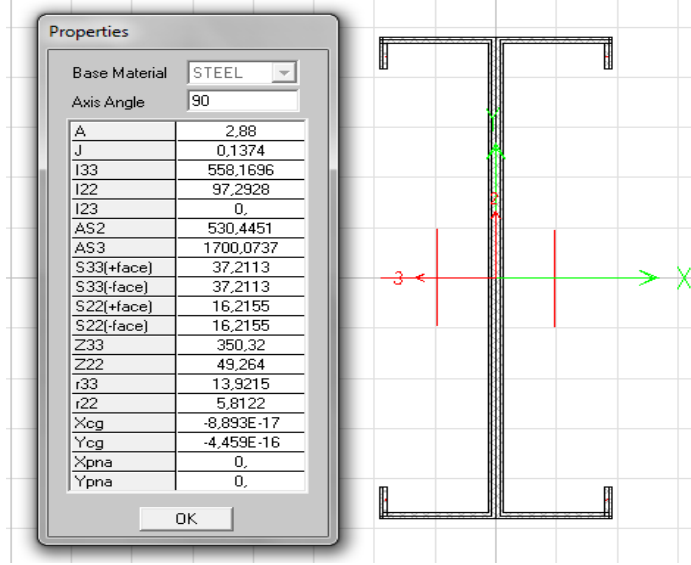 Properties
Base Material STEEL
Axis Angle 90
A 2,88
J 0,1374
I33 558,1696
I22 97,2928
I23 0,
AS2 530,4451
AS3 1700,0737
S33(+face) 37,2113
S33(-face) 37,2113
S22(+face) 16,2155
S22(-face) 16,2155
Z33 350,32
Z22 49,264
r33 13,9215
r22 5,8122
Xcg -8,893E-17
Ycg -4,459E-16
Xpna 0,
Ypna 0,
OK
Y
2
3
X